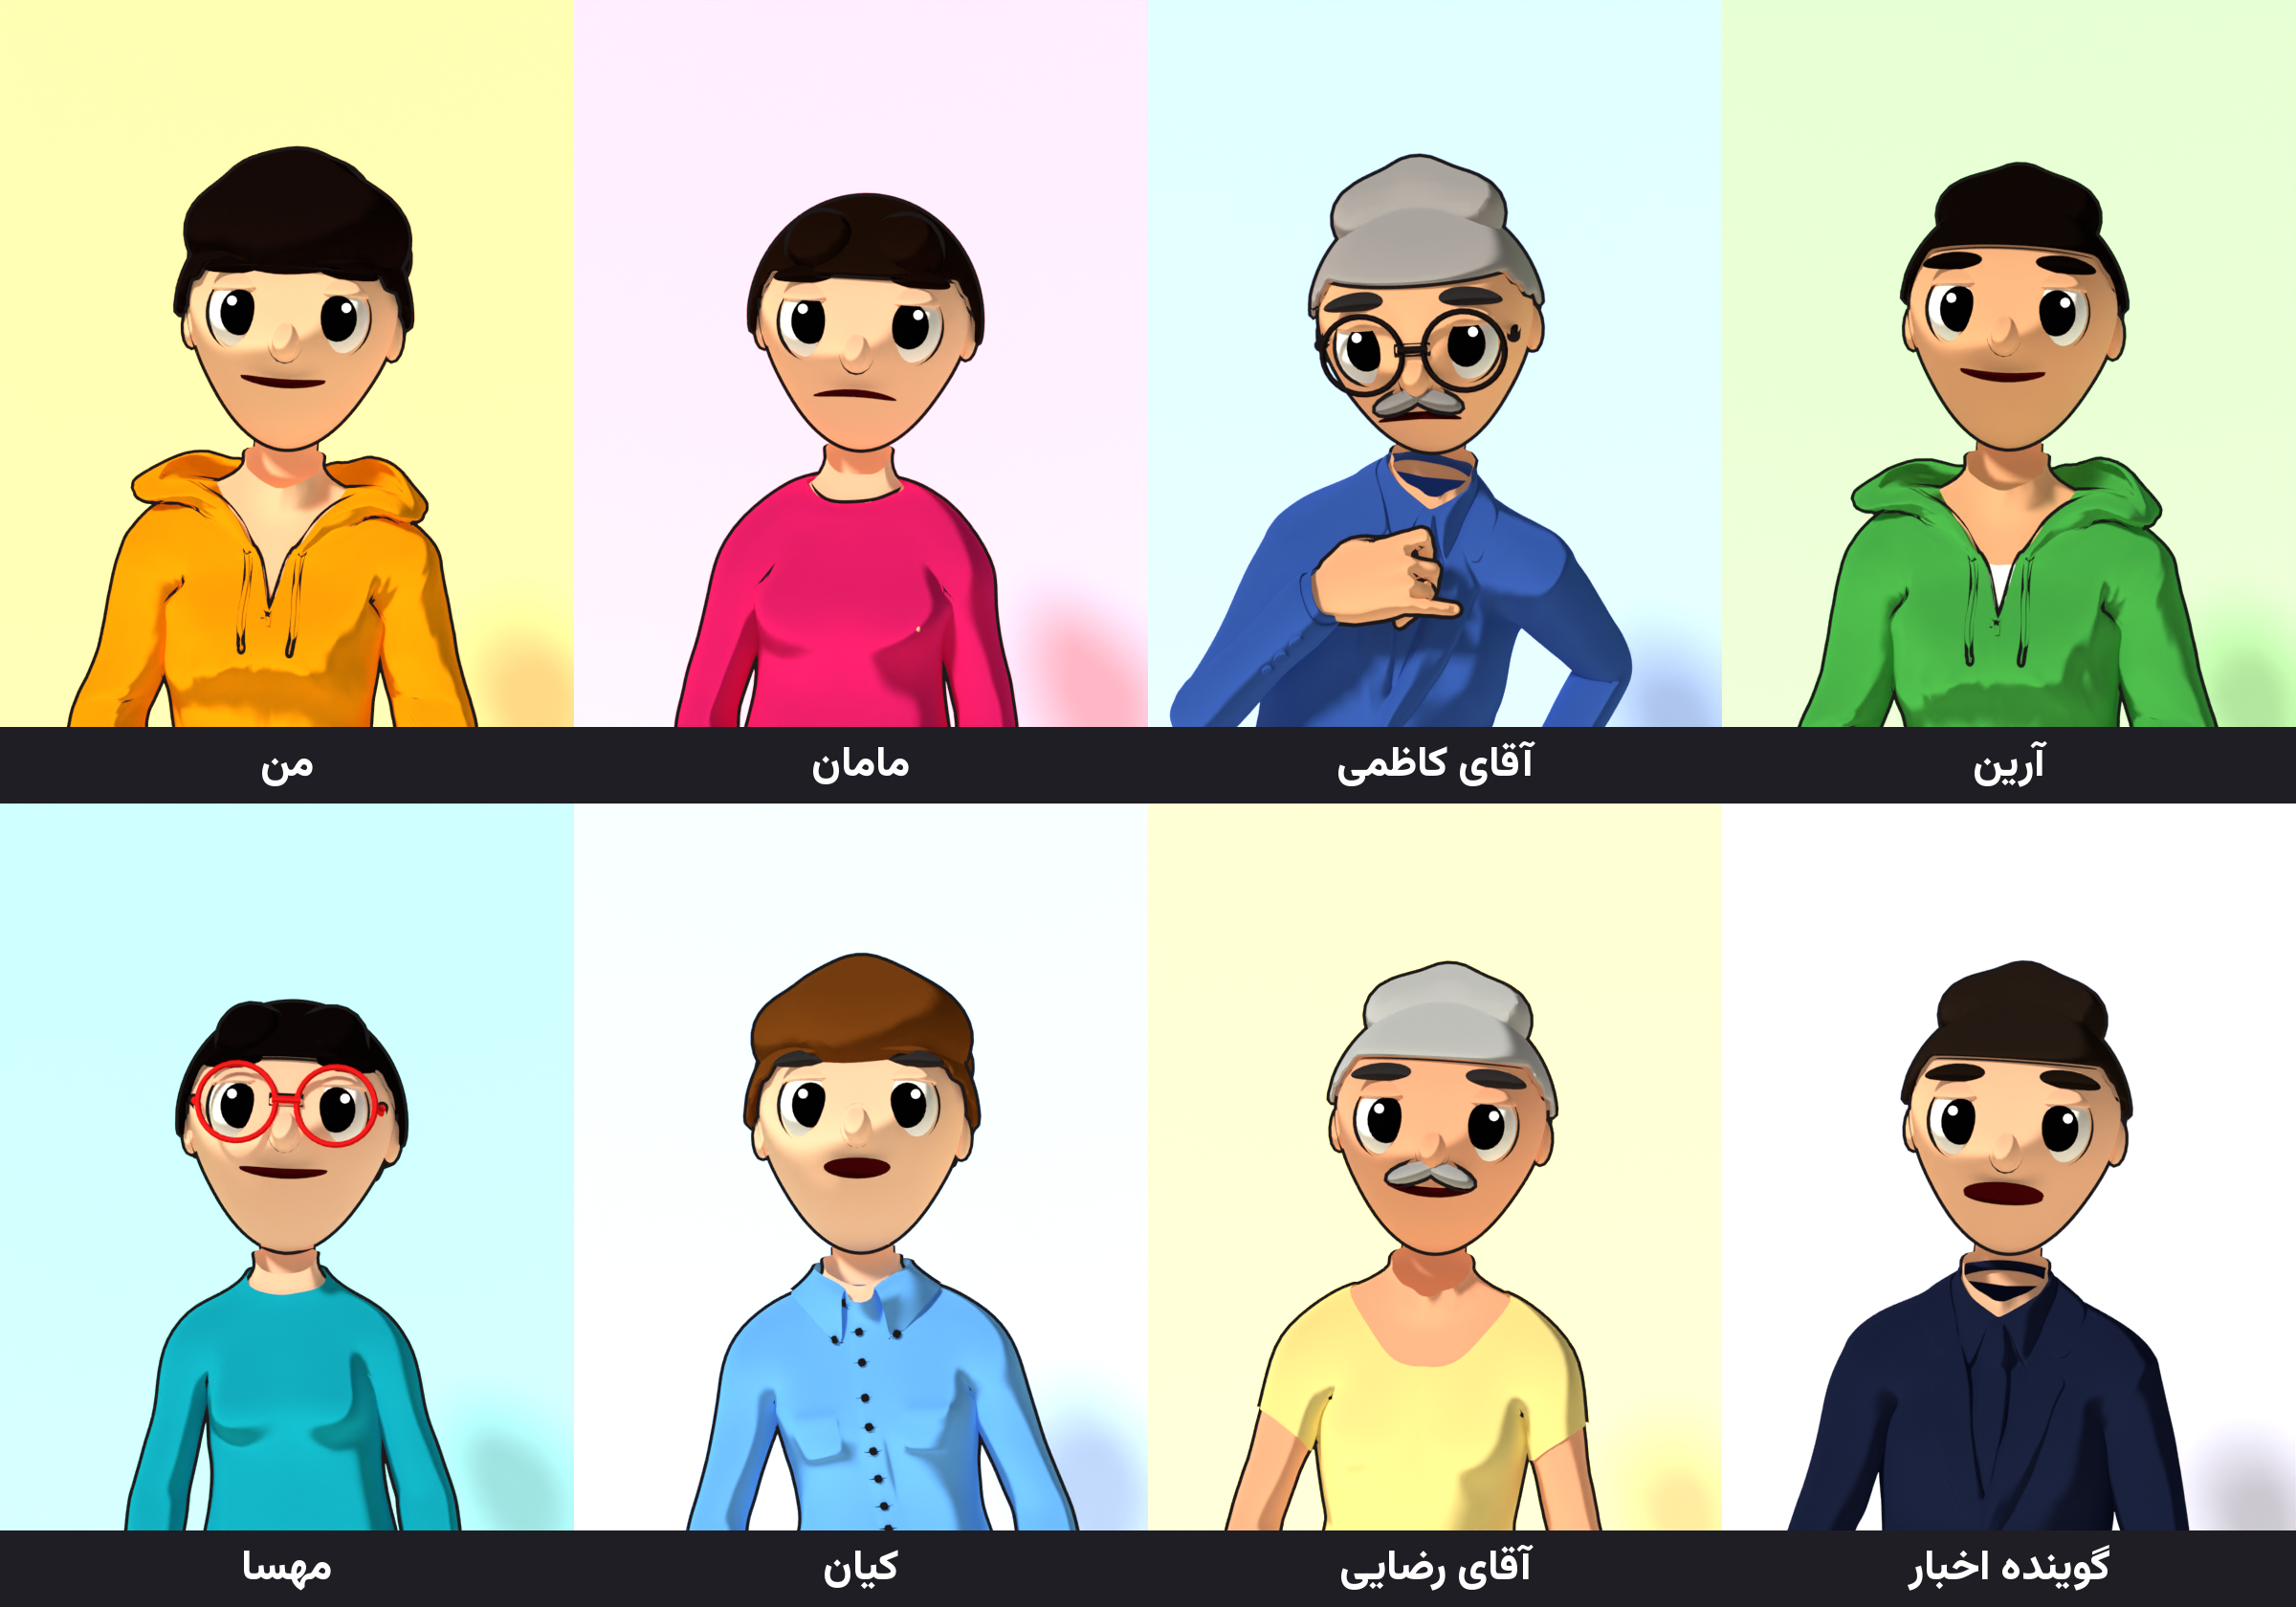 من
مامان
آقای کاظمی
آرین
مهسا
کیان
آقای رضایی
گوینده اخبار